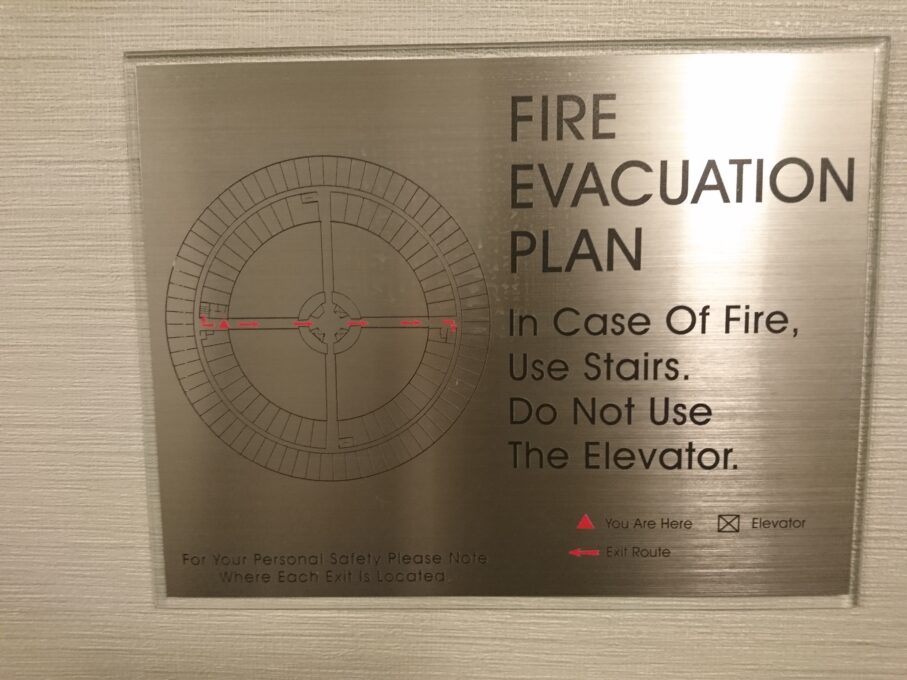 FIRE
EVACUATION
PLAN
In Case Of Fire,
Use Stairs.
Do Not Use
The Elevator.
You Are Here
Elevator
Exit Route
For Your Personal Safety Please Note
Where Each Exit Is Located.